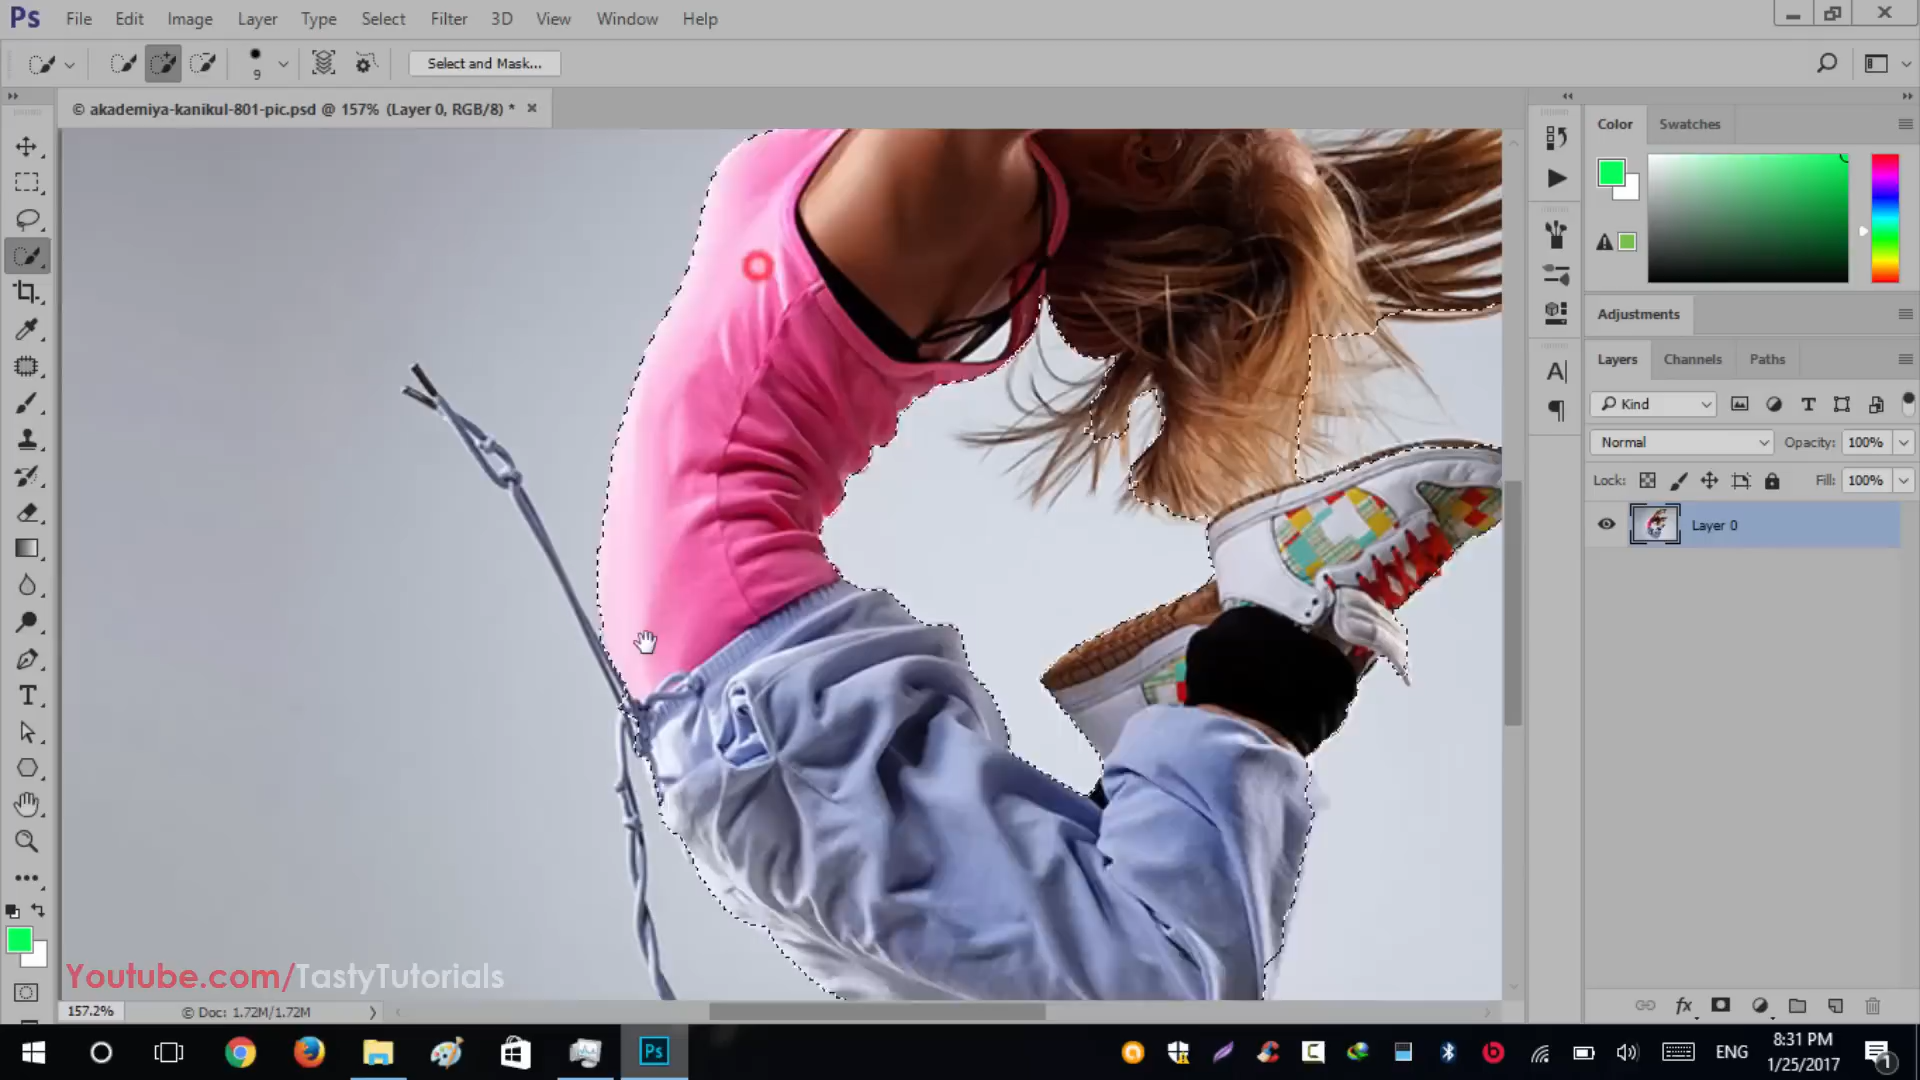 Ps File Edit Image Layer Type Select Filter 3D View Window Help
9 Select and Mask...
© akademiya-kanikul-801-pic.psd @ 157% (Layer 0, RGB/8) *
Color Swatches
Adjustments
Layers Channels Paths
Kind
Normal Opacity: 100%
Lock: Fill: 100%
Layer 0
Youtube.com/TastyTutorials
157.2% © Doc: 1.72M/1.72M
Ps ENG 8:31 PM
1/25/2017
1